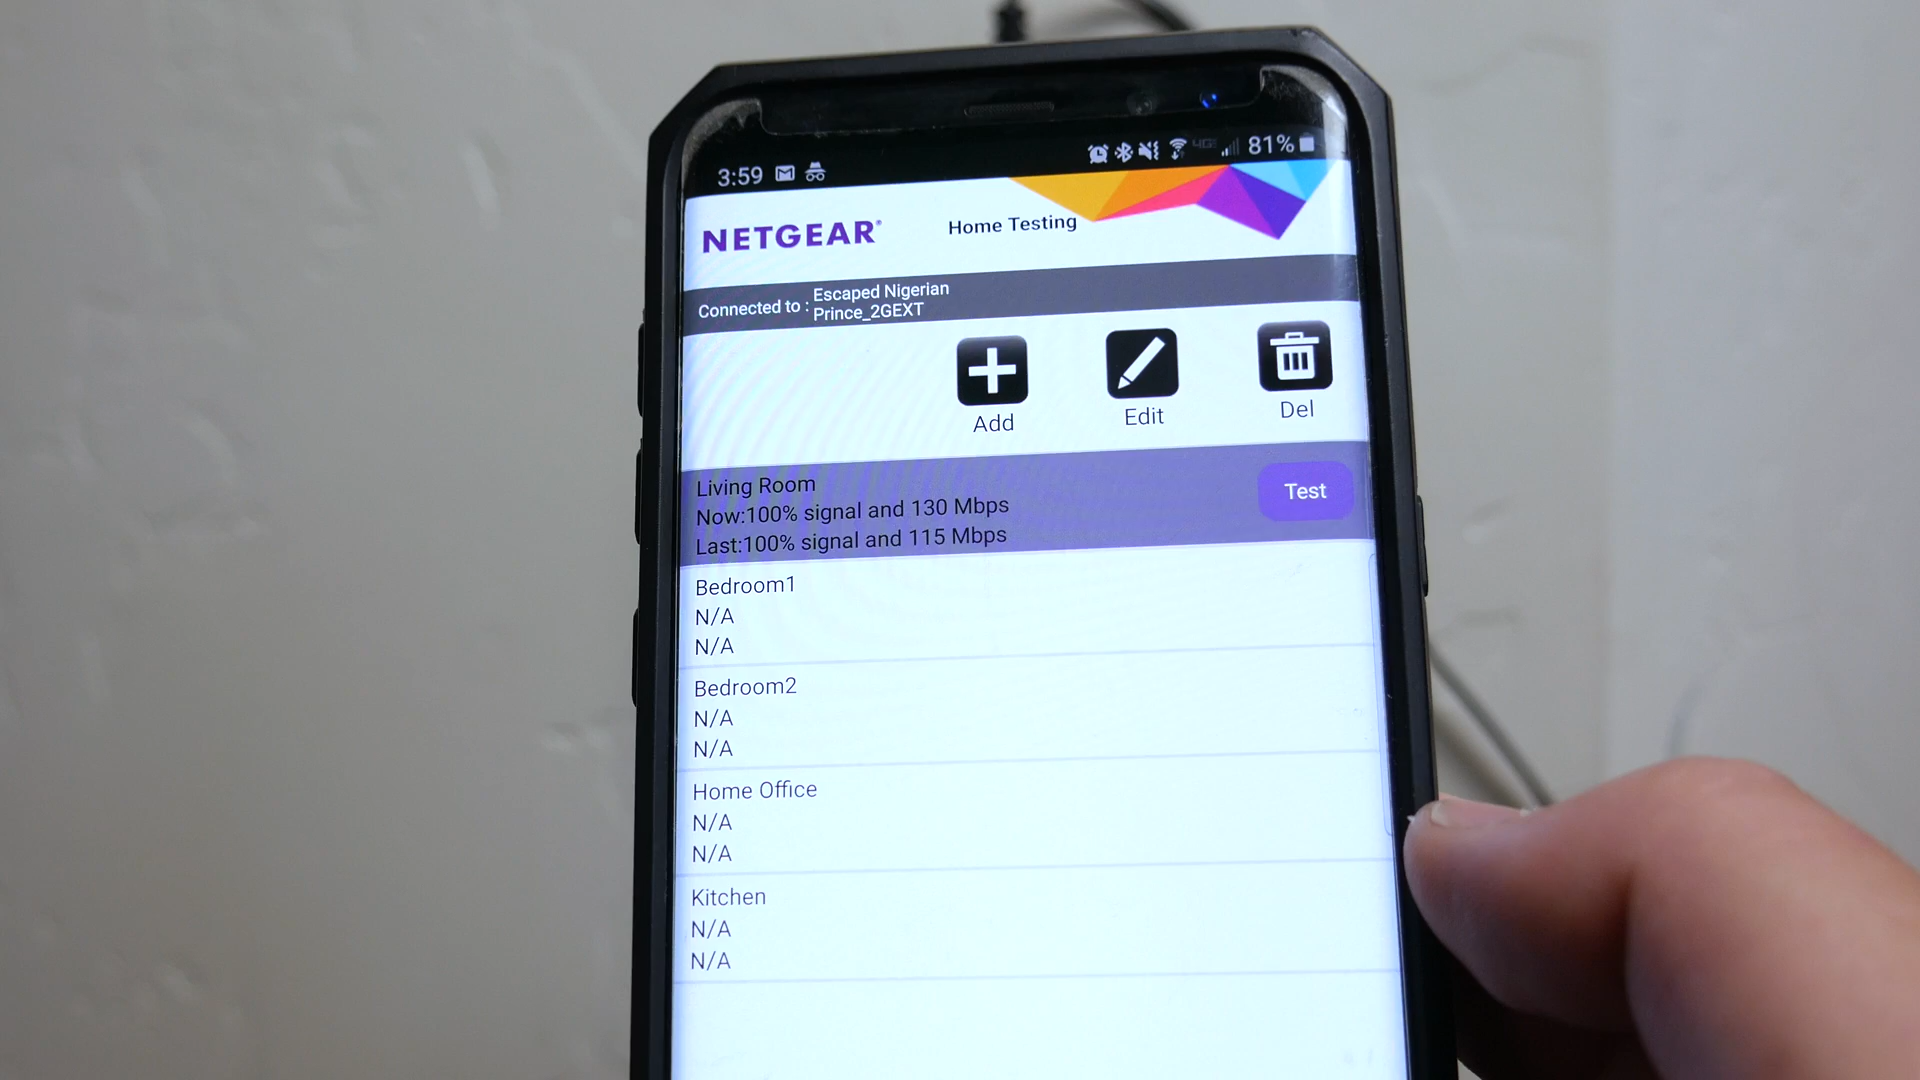 3:59
4G
81%
NETGEAR®
Home Testing
Connected to : Escaped Nigerian
Prince_2GEXT
Add
Edit
Del
Living Room
Now:100% signal and 130 Mbps
Last:100% signal and 115 Mbps
Test
Bedroom1
N/A
N/A
Bedroom2
N/A
N/A
Home Office
N/A
N/A
Kitchen
N/A
N/A